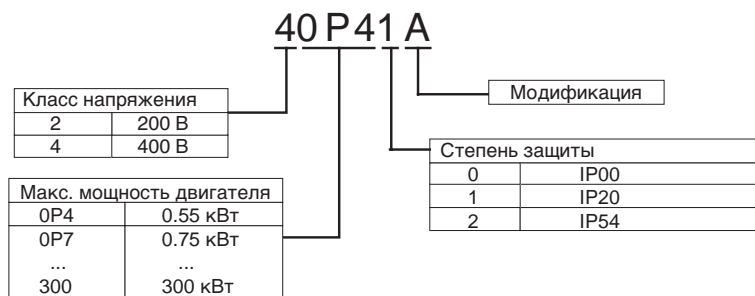 40P41A
Модификация
Класс напряжения
2 200 В
4 400 В
Степень защиты
0 IP00
1 IP20
2 IP54
Макс. мощность двигателя
0P4 0.55 кВт
0P7 0.75 кВт
... ...
300 300 кВт